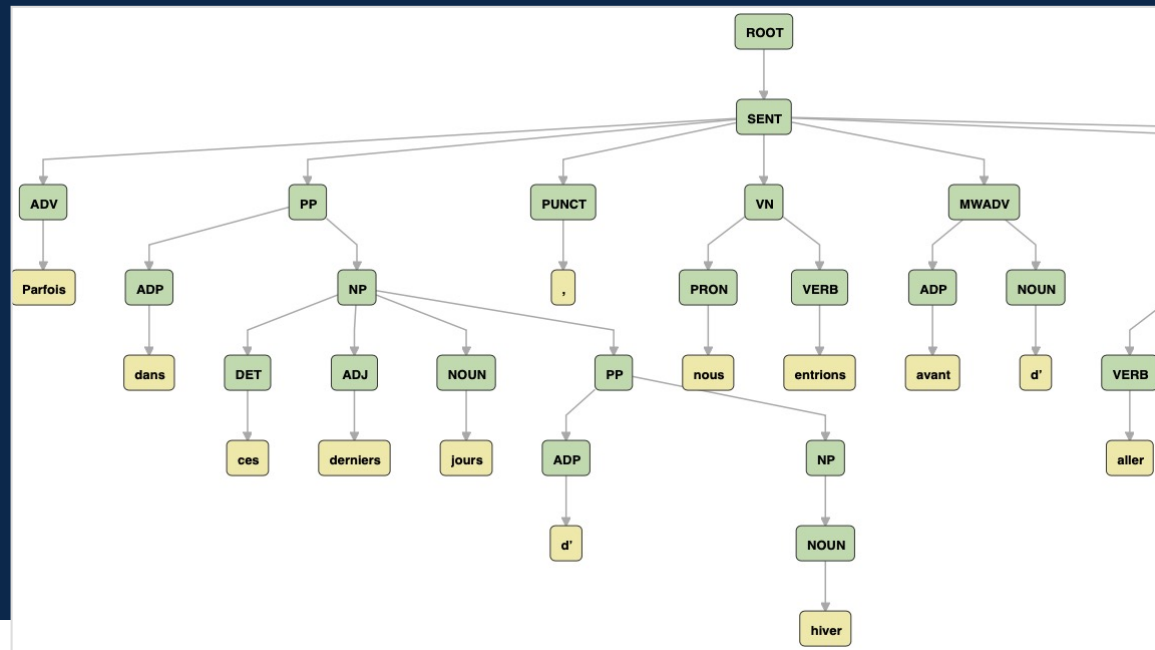 ROOT
SENT
ADV PP PUNCT VN MWADV
Parfois ADP NP , PRON VERB ADP NOUN
dans DET ADJ NOUN PP nous entrions avant d' VERB
ces derniers jours ADP NP aller
d' NOUN
hiver